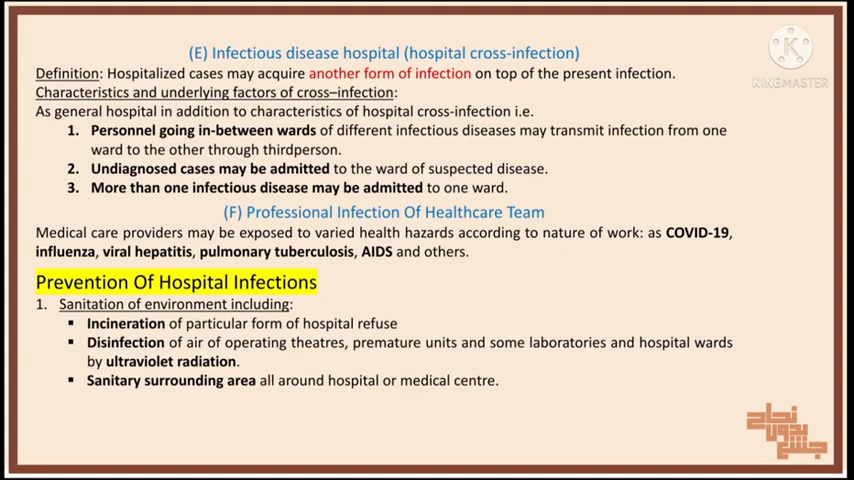 (E) Infectious disease hospital (hospital cross-infection)
Definition: Hospitalized cases may acquire another form of infection on top of the present infection.
Characteristics and underlying factors of cross–infection:
As general hospital in addition to characteristics of hospital cross-infection i.e.
1. Personnel going in-between wards of different infectious diseases may transmit infection from one
ward to the other through thirdperson.
2. Undiagnosed cases may be admitted to the ward of suspected disease.
3. More than one infectious disease may be admitted to one ward.
(F) Professional Infection Of Healthcare Team
Medical care providers may be exposed to varied health hazards according to nature of work: as COVID-19,
influenza, viral hepatitis, pulmonary tuberculosis, AIDS and others.
Prevention Of Hospital Infections
1. Sanitation of environment including:
▪ Incineration of particular form of hospital refuse
▪ Disinfection of air of operating theatres, premature units and some laboratories and hospital wards
by ultraviolet radiation.
▪ Sanitary surrounding area all around hospital or medical centre.
K
KINEMASTER
نجاح
بدون
جشع